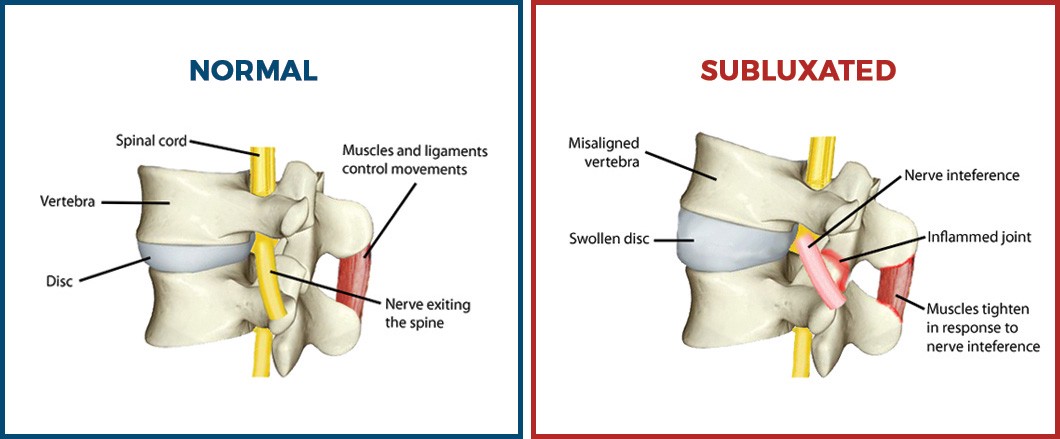 NORMAL
Spinal cord
Muscles and ligaments
control movements
Vertebra
Disc
Nerve exiting
the spine
SUBLUXATED
Misaligned
vertebra
Nerve inteference
Swollen disc
Inflammed joint
Muscles tighten
in response to
nerve inteference